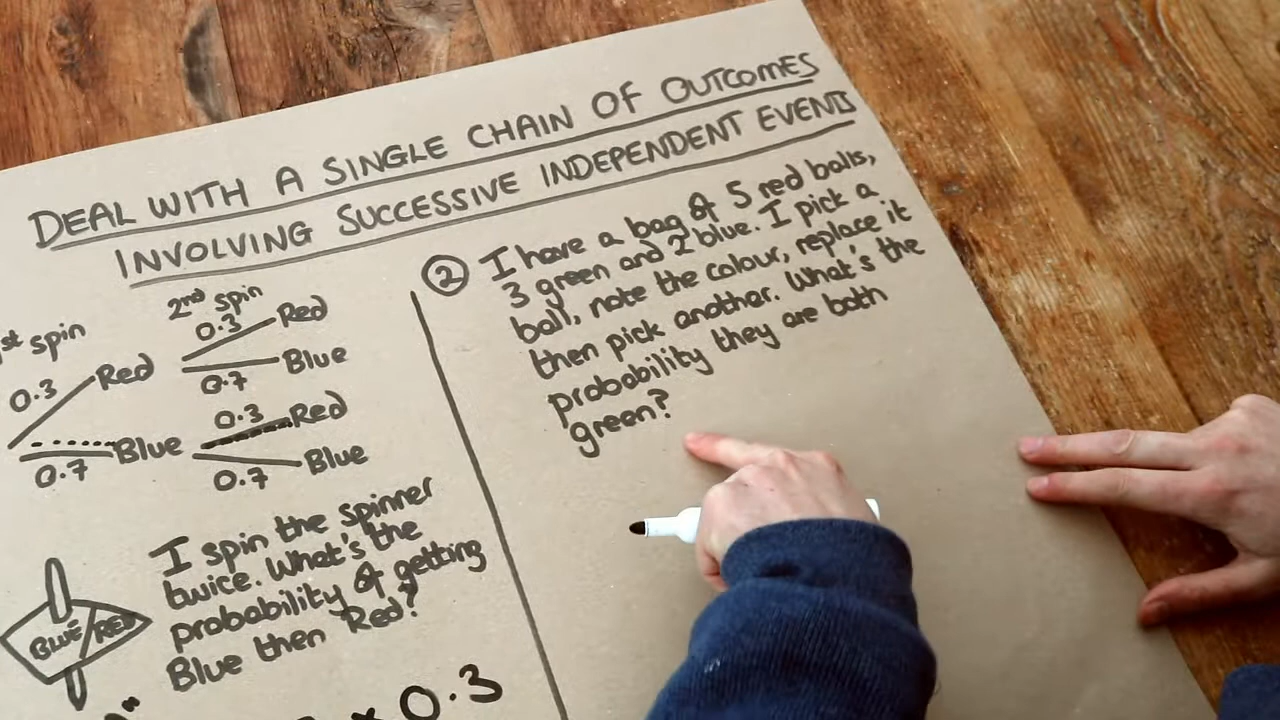 DEAL WITH A SINGLE CHAIN OF OUTCOMES
INVOLVING SUCCESSIVE INDEPENDENT EVENTS
1st spin
2nd spin
0.3
Red
0.3
Red
0.7
Blue
0.7
Blue
0.3
Red
0.7
Blue
I spin the spinner
twice. What's the
probability of getting
Blue then Red?
BLUE/RED
× 0.3
2
I have a bag of 5 red balls,
3 green and 2 blue. I pick a
ball, note the colour, replace it
then pick another. What's the
probability they are both
green?